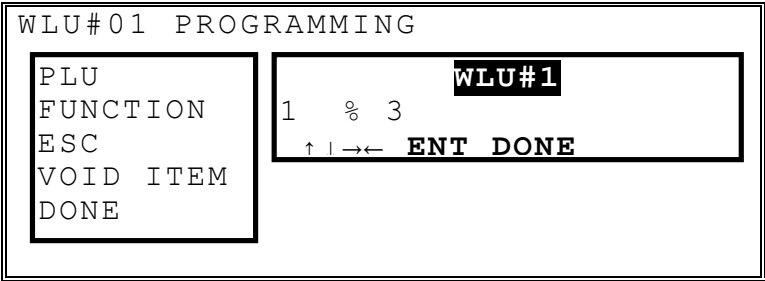 WLU#01 PROGRAMMING
PLU
FUNCTION
ESC
VOID ITEM
DONE
WLU#1
1 % 3
↑ | →← ENT DONE